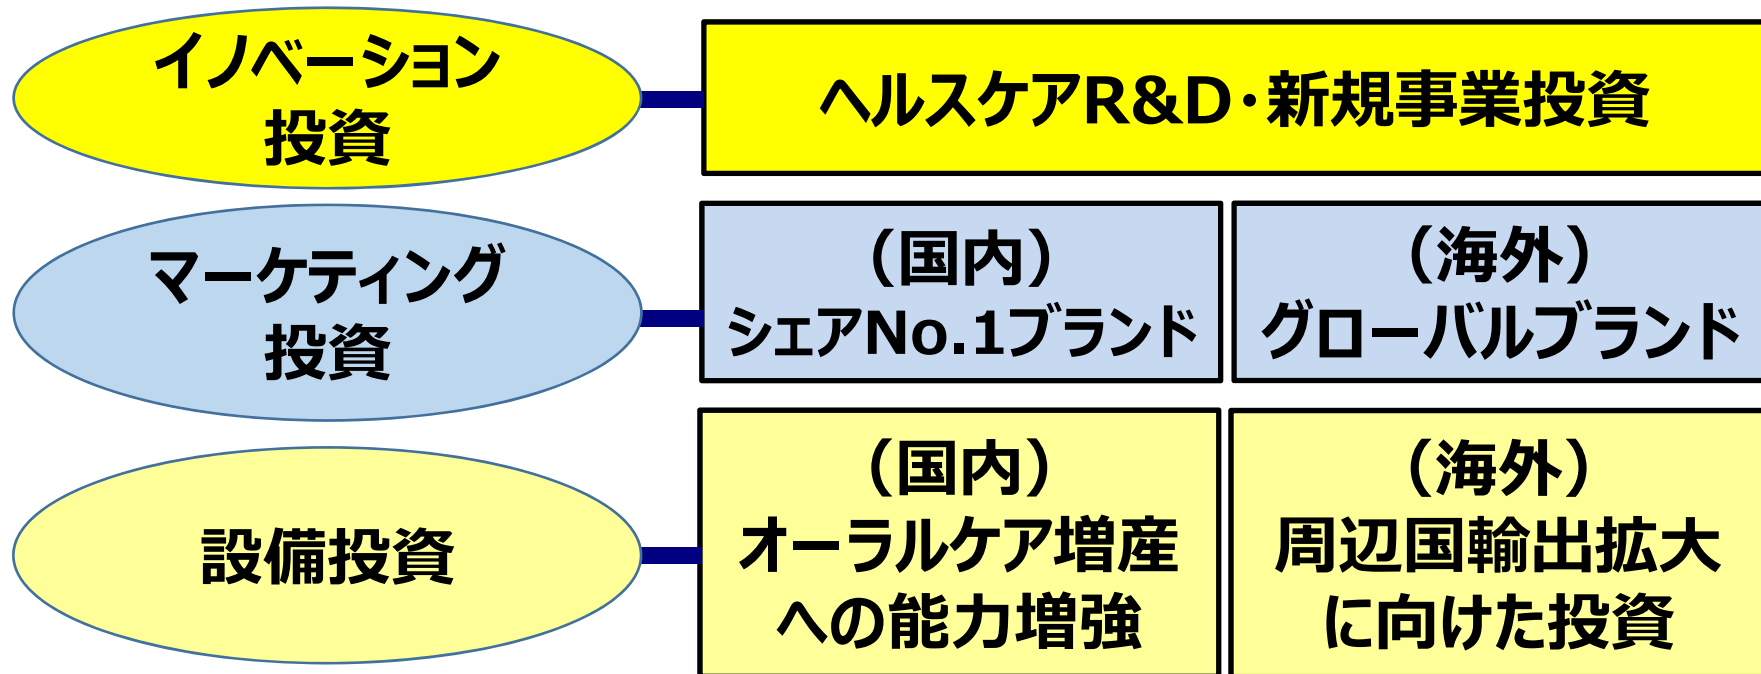 イノベーション
投資
ヘルスケアR&D・新規事業投資
マーケティング
投資
（国内）
シェアNo.1ブランド
（海外）
グローバルブランド
設備投資
（国内）
オーラルケア増産
への能力増強
（海外）
周辺国輸出拡大
に向けた投資